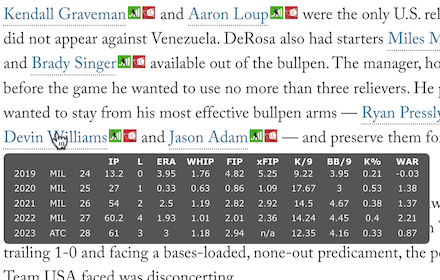 Kendall Graveman and Aaron Loup were the only U.S. rel
did not appear against Venezuela. DeRosa also had starters Miles M
and Brady Singer available out of the bullpen. The manager, ho
before the game he wanted to use no more than three relievers. He p
wanted to stay from his most effective bullpen arms — Ryan Pressly
Devin Williams and Jason Adam — and preserve them for
IP L ERA WHIP FIP xFIP K/9 BB/9 K% WAR
2019 MIL 24 13.2 0 3.95 1.76 4.82 5.25 9.22 3.95 0.21 -0.03
2020 MIL 25 27 1 0.33 0.63 0.86 1.09 17.67 3 0.53 1.38
2021 MIL 26 54 2 2.5 1.19 2.82 2.92 14.5 4.67 0.38 1.37
2022 MIL 27 60.2 4 1.93 1.01 2.01 2.36 14.24 4.45 0.4 2.21
2023 ATC 28 61 3 3 1.18 2.94 n/a 12.35 4.16 0.33 0.87
trailing 1-0 and facing a bases-loaded, none-out predicament, the p
Team USA faced was disconcerting.